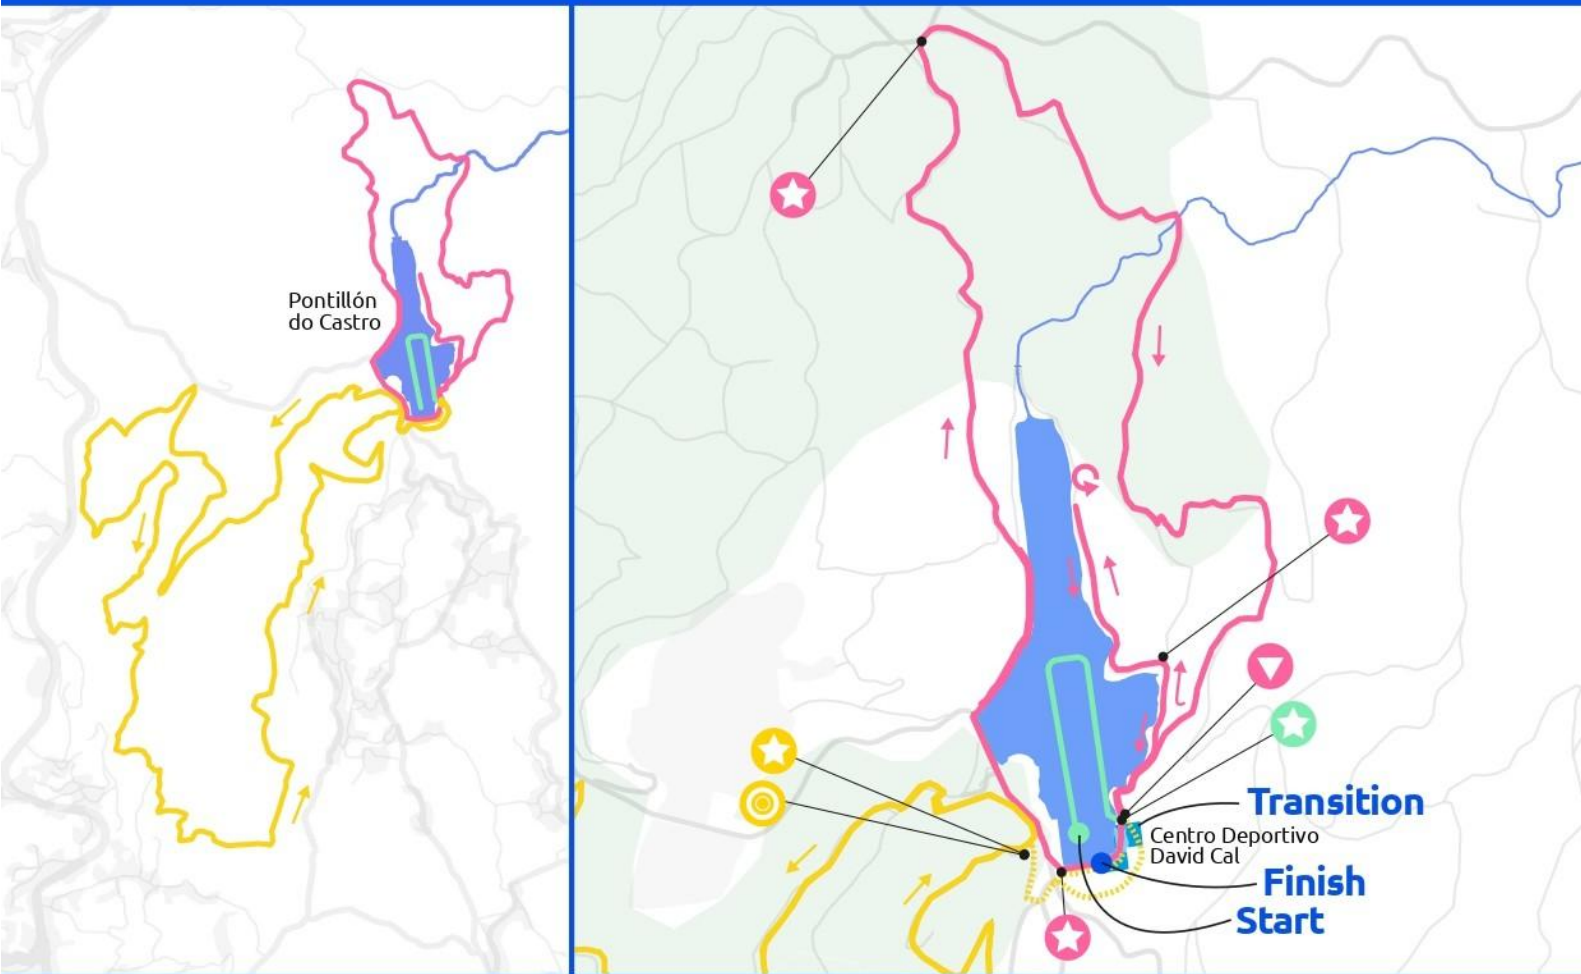 Pontillón
do Castro
Transition
Centro Deportivo
David Cal
Finish
Start